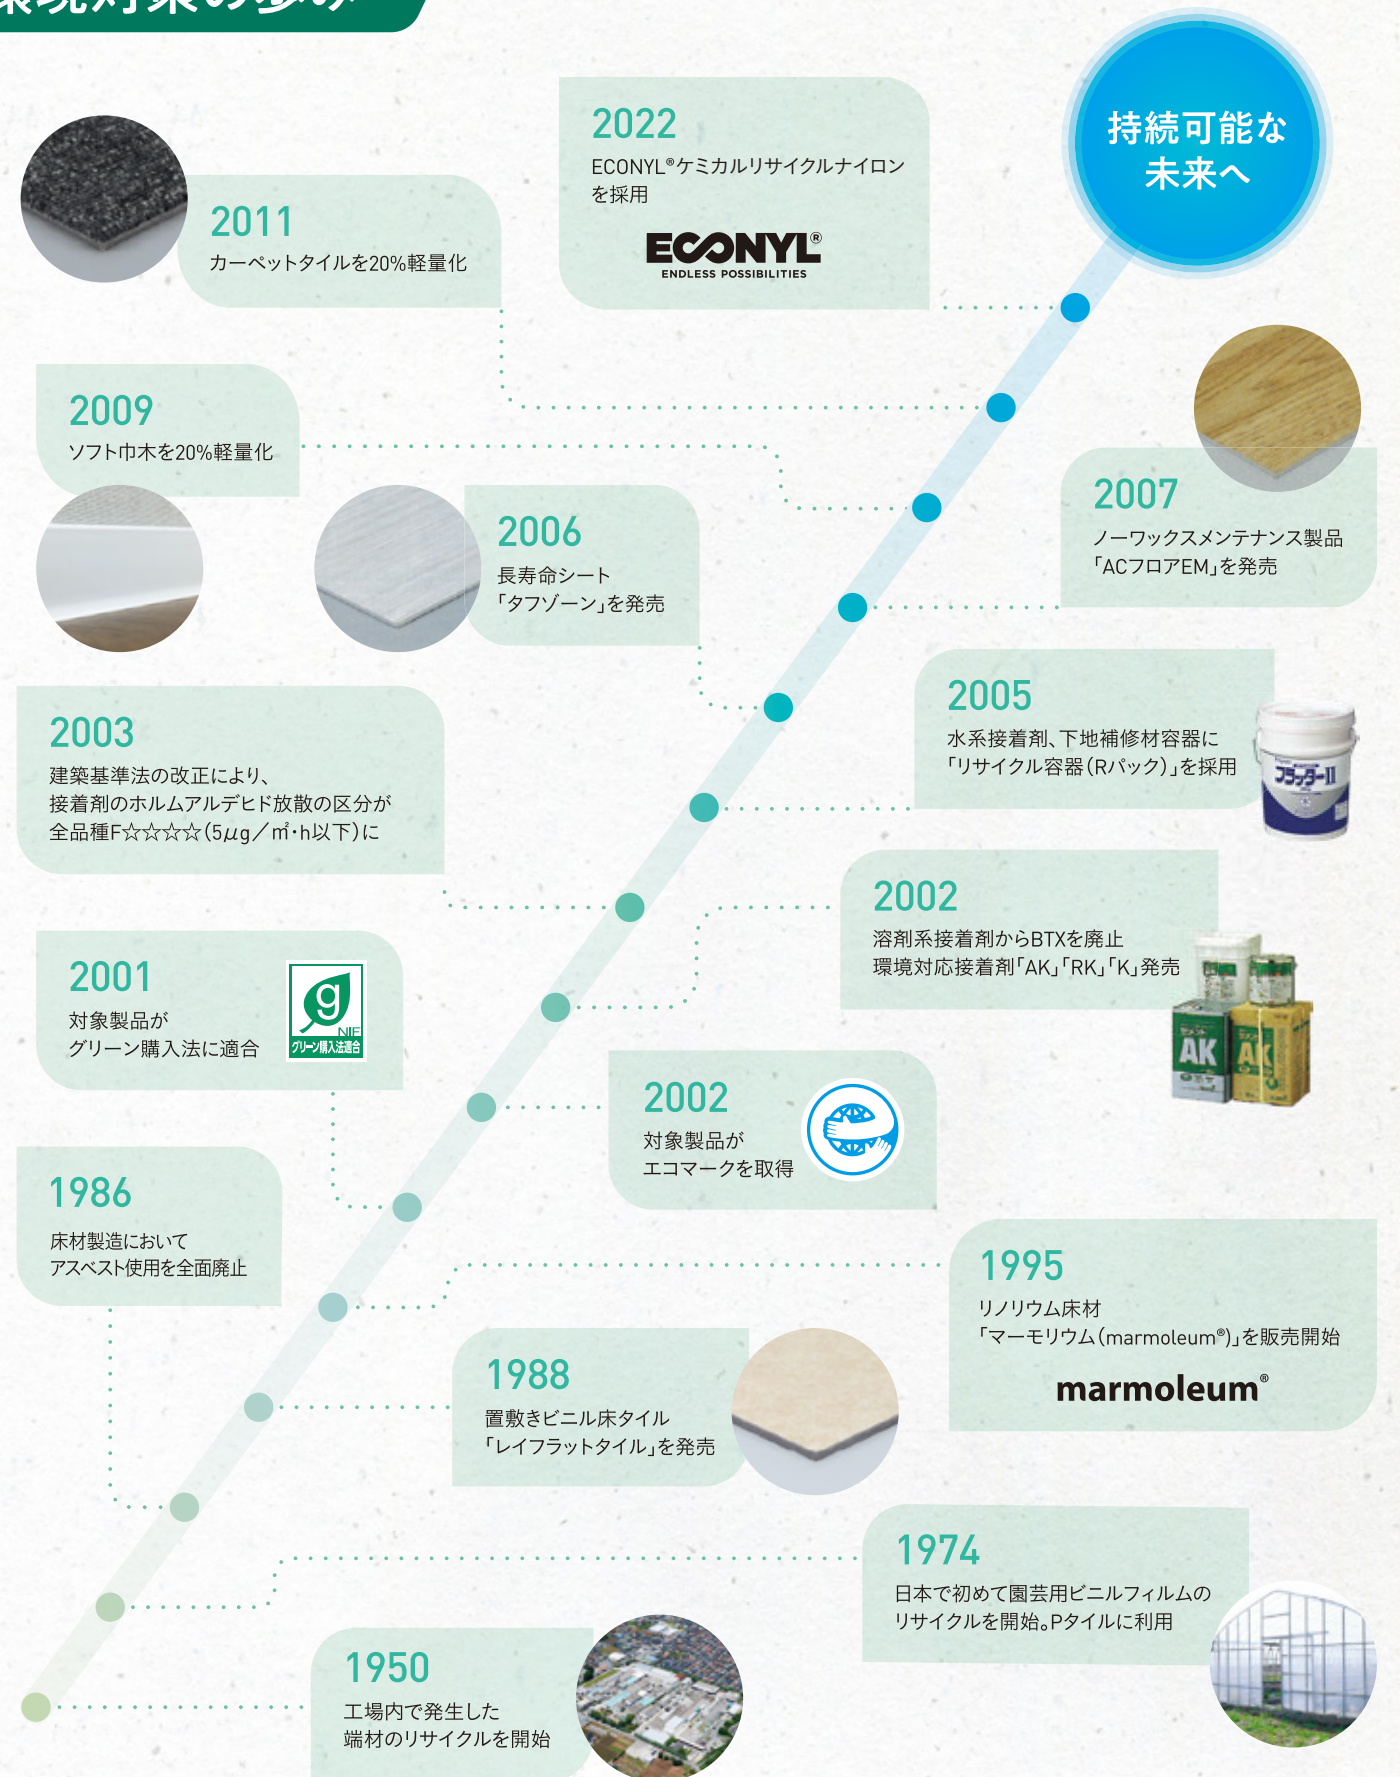 環境対策の歩み
持続可能な
未来へ
2022
ECONYL®ケミカルリサイクルナイロン
を採用
ECONYL®
ENDLESS POSSIBILITIES
2011
カーペットタイルを20%軽量化
2009
ソフト巾木を20%軽量化
2007
ノーワックスメンテナンス製品
「ACフロアEM」を発売
2006
長寿命シート
「タフゾーン」を発売
2005
水系接着剤、下地補修材容器に
「リサイクル容器（Rパック）」を採用
フラッターII
2003
建築基準法の改正により、
接着剤のホルムアルデヒド放散の区分が
全品種F☆☆☆☆（5μg／㎡・h以下）に
2002
溶剤系接着剤からBTXを廃止
環境対応接着剤「AK」「RK」「K」発売
AK
AK
2001
対象製品が
グリーン購入法に適合
g
NIF
グリーン購入法適合
2002
対象製品が
エコマークを取得
1986
床材製造において
アスベスト使用を全面廃止
1995
リノリウム床材
「マーモリウム（marmoleum®)」を販売開始
marmoleum®
1988
置敷きビニル床タイル
「レイフラットタイル」を発売
1974
日本で初めて園芸用ビニルフィルムの
リサイクルを開始。Pタイルに利用
1950
工場内で発生した
端材のリサイクルを開始